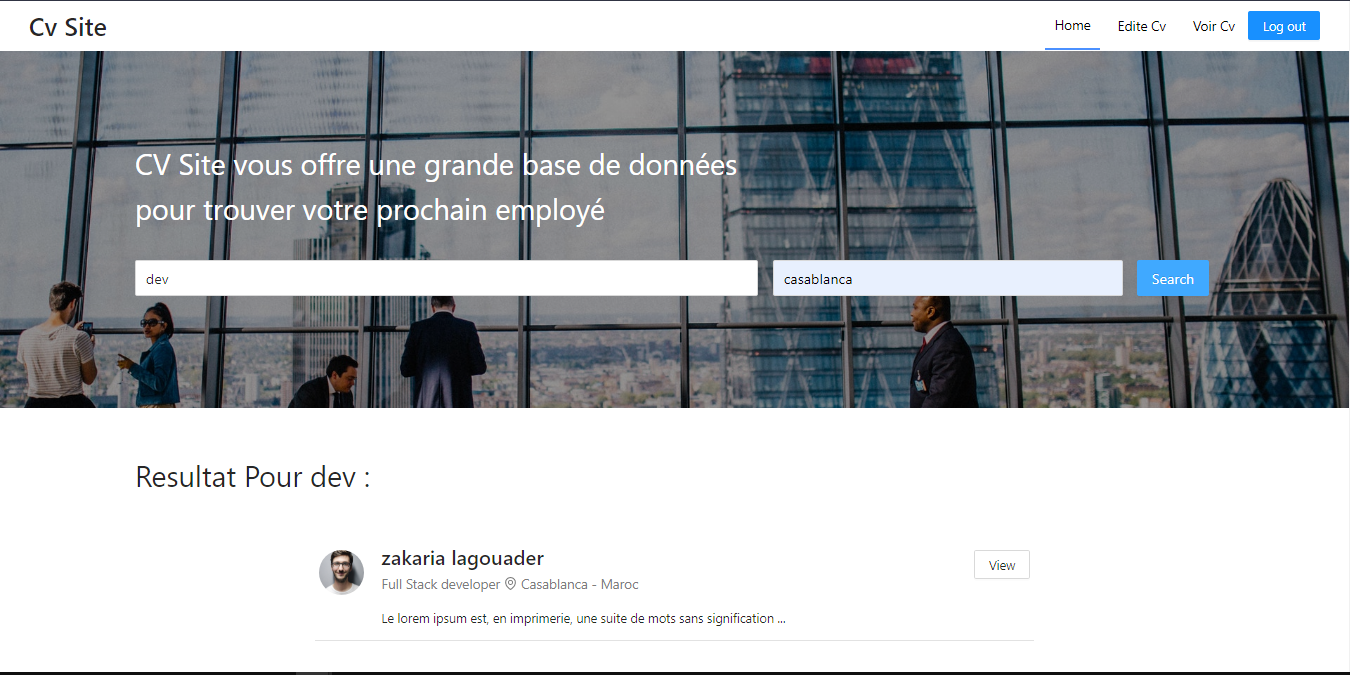 Cv Site
Home
Edite Cv
Voir Cv
Log out
CV Site vous offre une grande base de données
pour trouver votre prochain employé
dev
casablanca
Search
Resultat Pour dev :
zakaria lagouader
View
Full Stack developer Casablanca - Maroc
Le lorem ipsum est, en imprimerie, une suite de mots sans signification ...